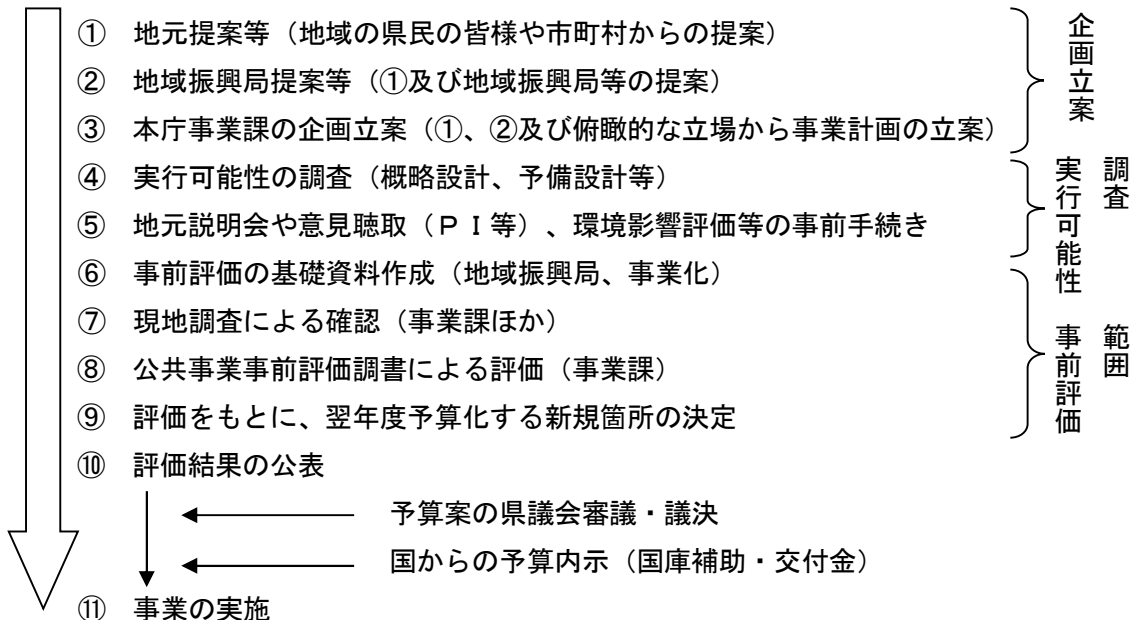 ① 地元提案等（地域の県民の皆様や市町村からの提案）
② 地域振興局提案等（①及び地域振興局等の提案）
③ 本庁事業課の企画立案（①、②及び俯瞰的な立場から事業計画の立案）
企画立案
④ 実行可能性の調査（概略設計、予備設計等）
⑤ 地元説明会や意見聴取（ＰＩ等）、環境影響評価等の事前手続き
実行可能性
調査
⑥ 事前評価の基礎資料作成（地域振興局、事業化）
⑦ 現地調査による確認（事業課ほか）
⑧ 公共事業事前評価調書による評価（事業課）
⑨ 評価をもとに、翌年度予算化する新規箇所の決定
事前評価
範囲
⑩ 評価結果の公表
予算案の県議会審議・議決
国からの予算内示（国庫補助・交付金）
⑪ 事業の実施